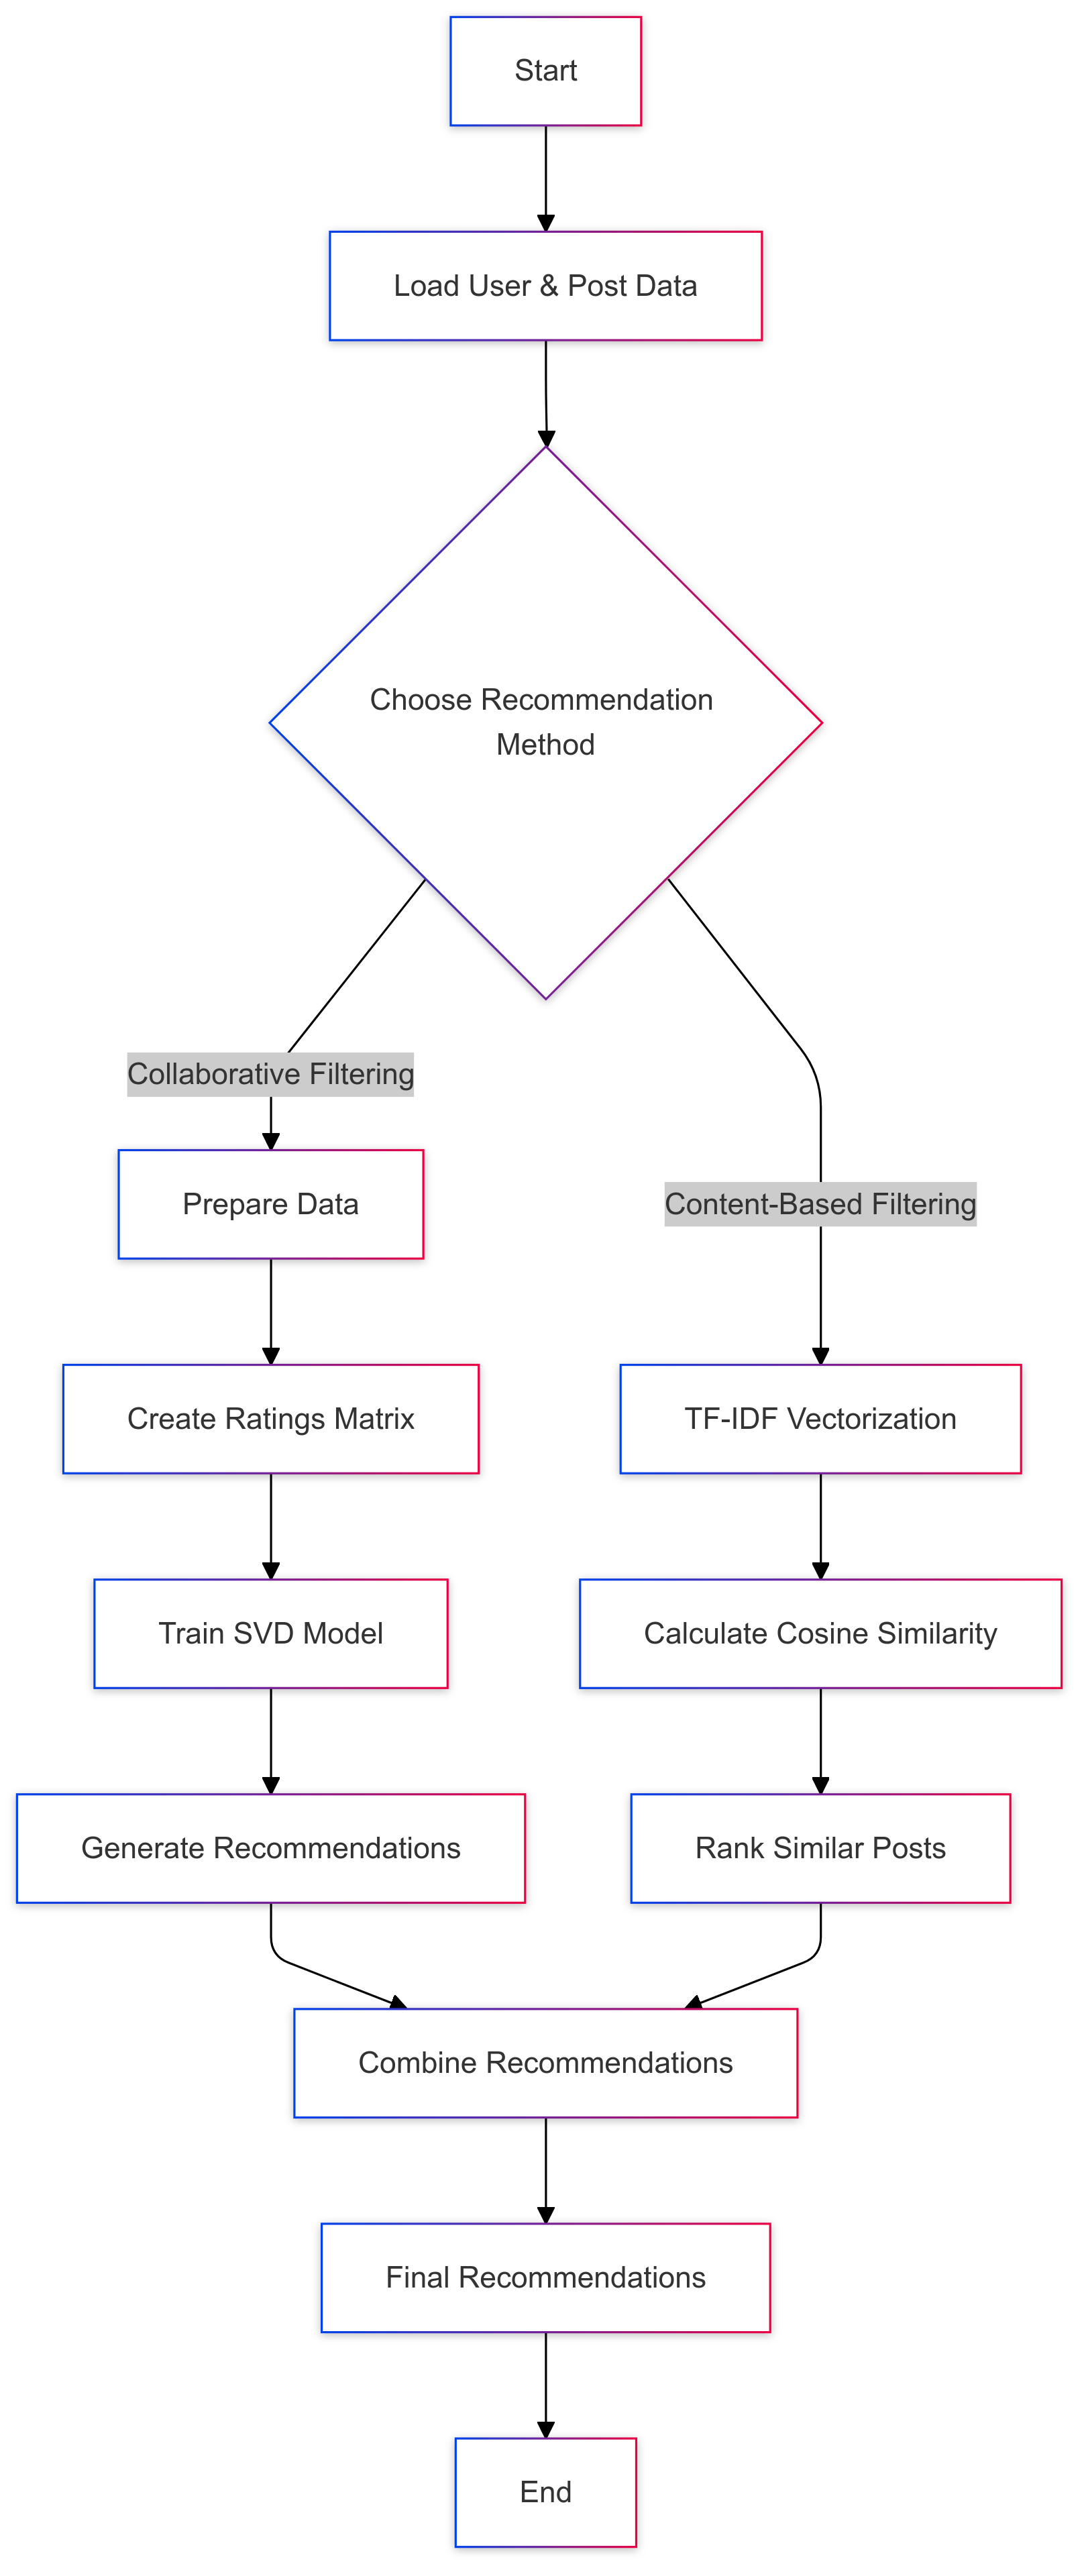 Start
Load User & Post Data
Choose Recommendation
Method
Collaborative Filtering
Prepare Data
Content-Based Filtering
Create Ratings Matrix
TF-IDF Vectorization
Train SVD Model
Calculate Cosine Similarity
Generate Recommendations
Rank Similar Posts
Combine Recommendations
Final Recommendations
End